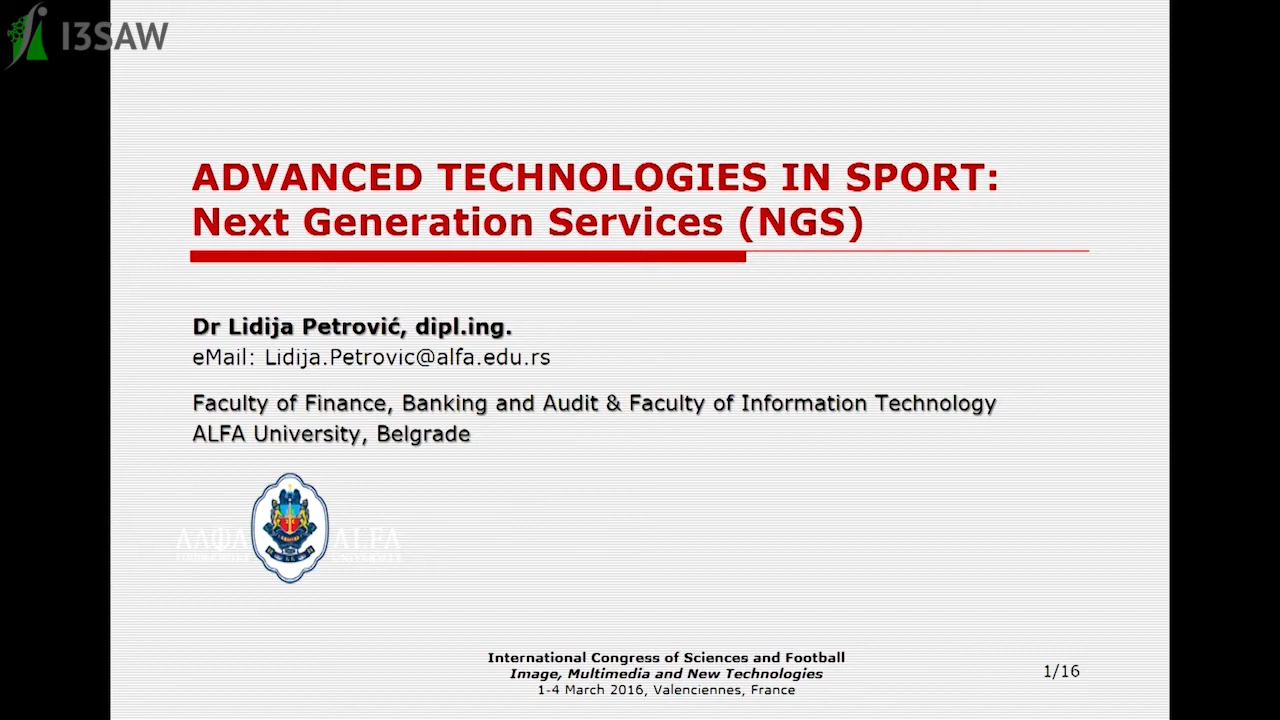 I3SAW
ADVANCED TECHNOLOGIES IN SPORT:
Next Generation Services (NGS)
Dr Lidija Petrović, dipl.ing.
eMail: Lidija.Petrovic@alfa.edu.rs
Faculty of Finance, Banking and Audit & Faculty of Information Technology
ALFA University, Belgrade
АЛФА ALFA
International Congress of Sciences and Football
Image, Multimedia and New Technologies
1-4 March 2016, Valenciennes, France
1/16